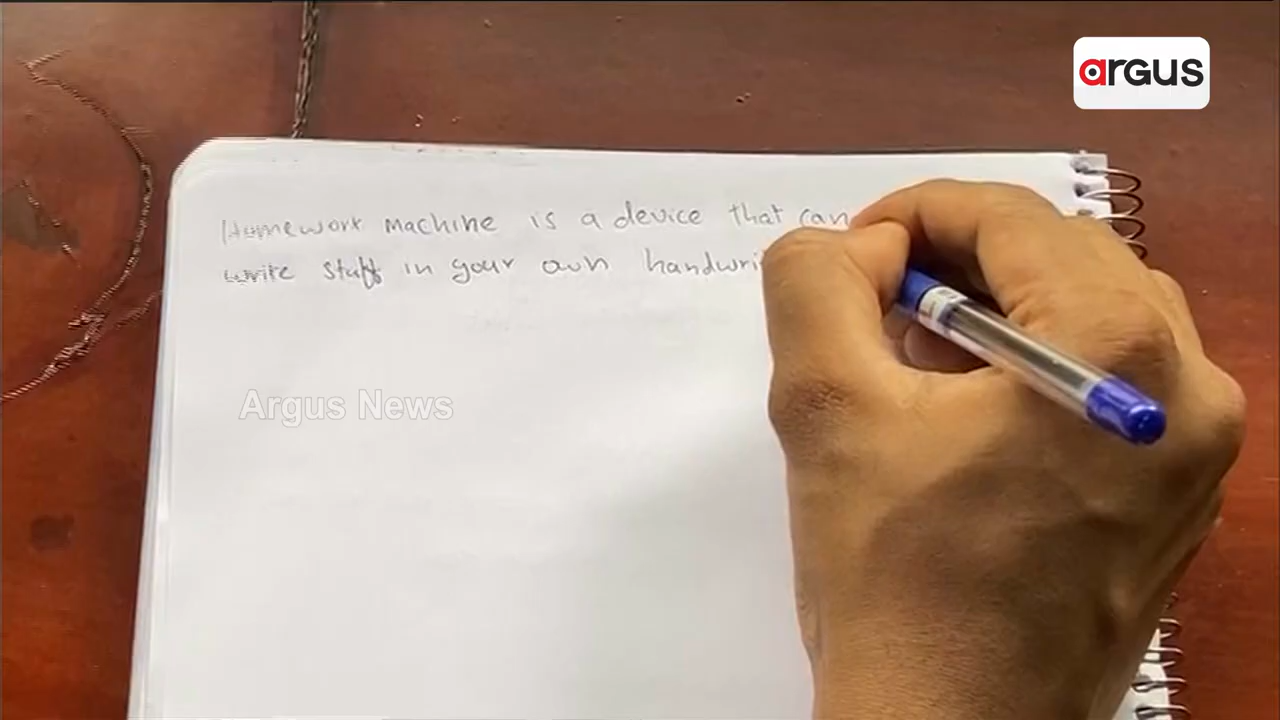 argus
Homework machine is a device that can
write stuff in your own handwri
Argus News